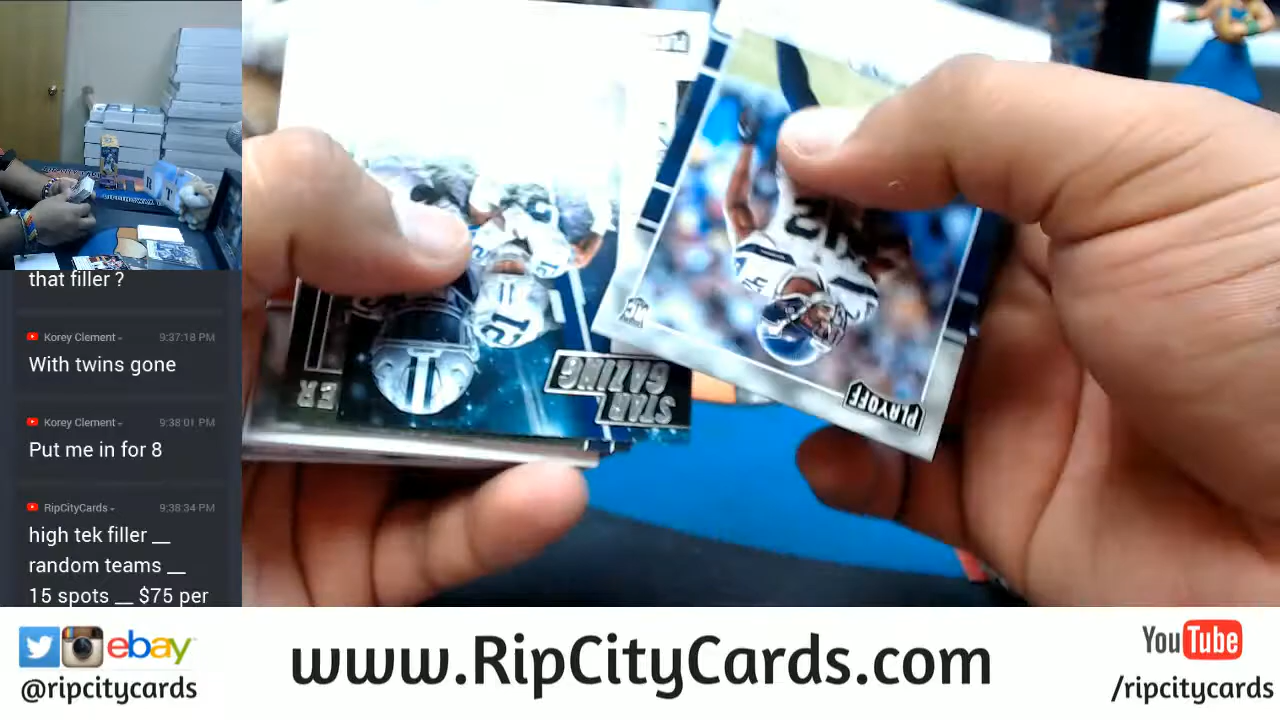 that filler ?
Korey Clement 9:37:18 PM
With twins gone
Korey Clement 9:38:01 PM
Put me in for 8
RipCityCards 9:38:34 PM
high tek filler __
random teams __
15 spots __ $75 per
STAR
GAZING
PLAYOFF
12
ebay
@ripcitycards
www.RipCityCards.com
YouTube
/ripcitycards